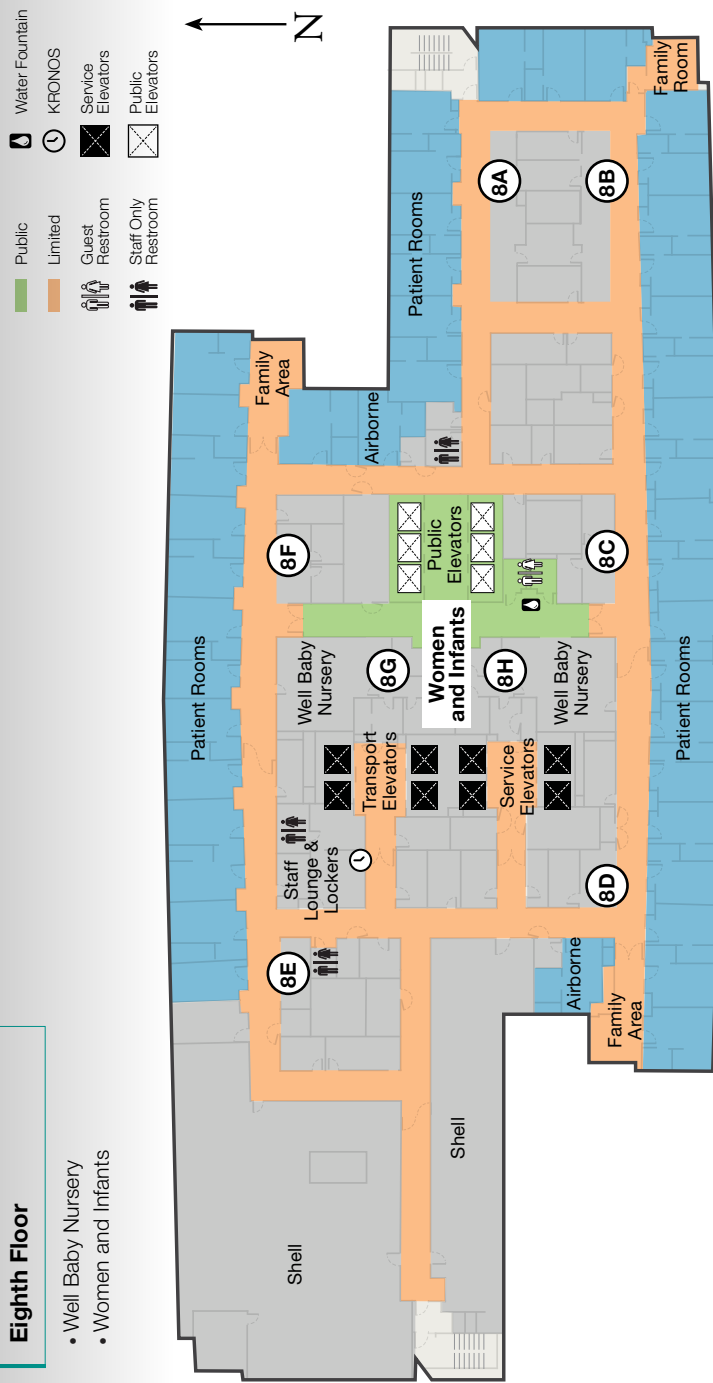 Eighth Floor
• Well Baby Nursery
• Women and Infants
Public
Limited
Guest
Restroom
Staff Only
Restroom
Water Fountain
KRONOS
Service
Elevators
Public
Elevators
N
Shell
Shell
Patient Rooms
8E
Staff
Lounge &
Lockers
Transport
Elevators
Service
Elevators
8D
Airborne
Family
Area
Well Baby
Nursery
8G
Women
and Infants
8H
Well Baby
Nursery
8F
Public
Elevators
8C
Family
Area
Airborne
Patient Rooms
8A
8B
Family
Room
Patient Rooms